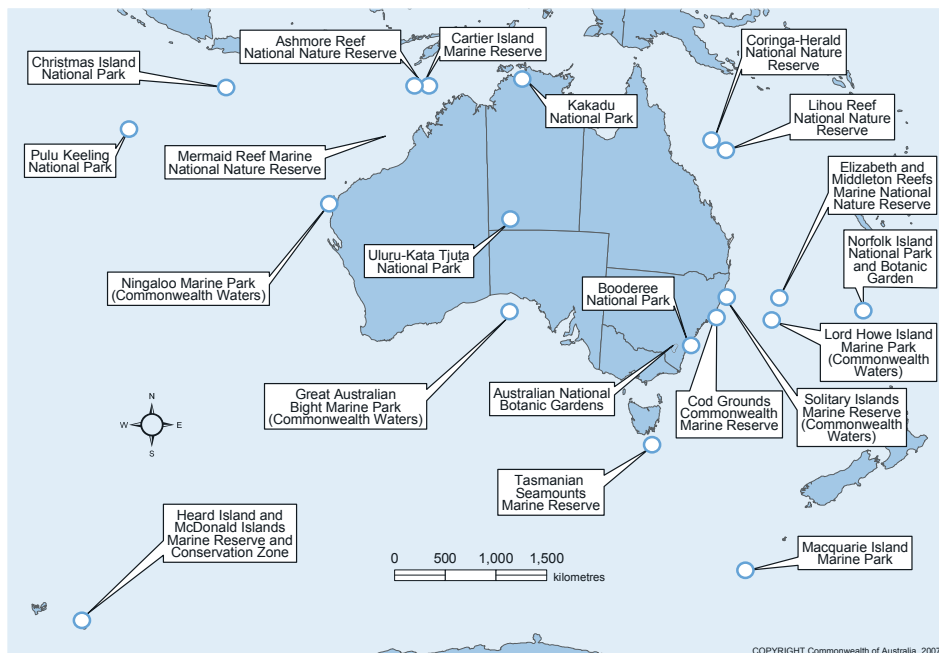 Ashmore Reef
National Nature Reserve
Cartier Island
Marine Reserve
Coringa-Herald
National Nature
Reserve
Christmas Island
National Park
Kakadu
National Park
Lihou Reef
National Nature
Reserve
Pulu Keeling
National Park
Mermaid Reef Marine
National Nature Reserve
Elizabeth and
Middleton Reefs
Marine National
Nature Reserve
Uluru-Kata Tjuta
National Park
Norfolk Island
National Park
and Botanic
Garden
Ningaloo Marine Park
(Commonwealth Waters)
Booderee
National Park
Lord Howe Island
Marine Park
(Commonwealth
Waters)
Great Australian
Bight Marine Park
(Commonwealth Waters)
Australian National
Botanic Gardens
Cod Grounds
Commonwealth
Marine Reserve
Solitary Islands
Marine Reserve
(Commonwealth
Waters)
N
W E
S
Tasmanian
Seamounts
Marine Reserve
Heard Island and
McDonald Islands
Marine Reserve
and Conservation Zone
Macquarie Island
Marine Park
0 500 1,000 1,500
kilometres
COPYRIGHT Commonwealth of Australia, 2007